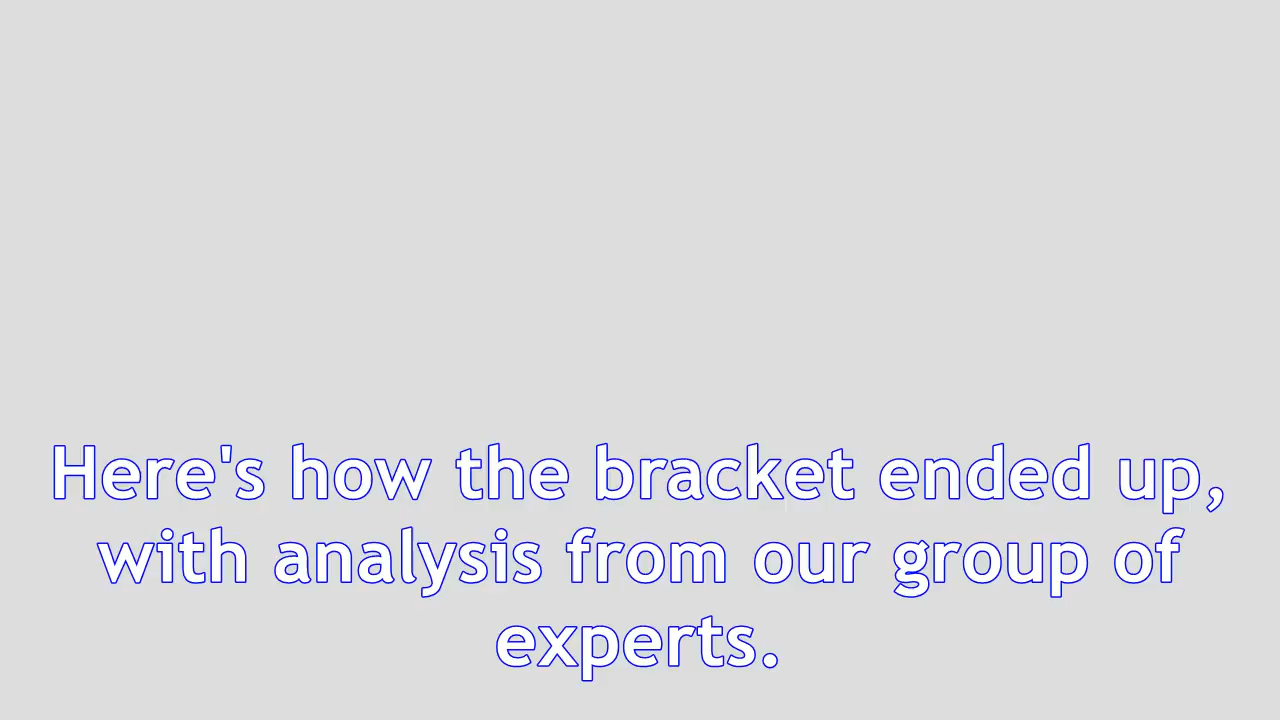 Here's how the bracket ended up,
with analysis from our group of
experts.